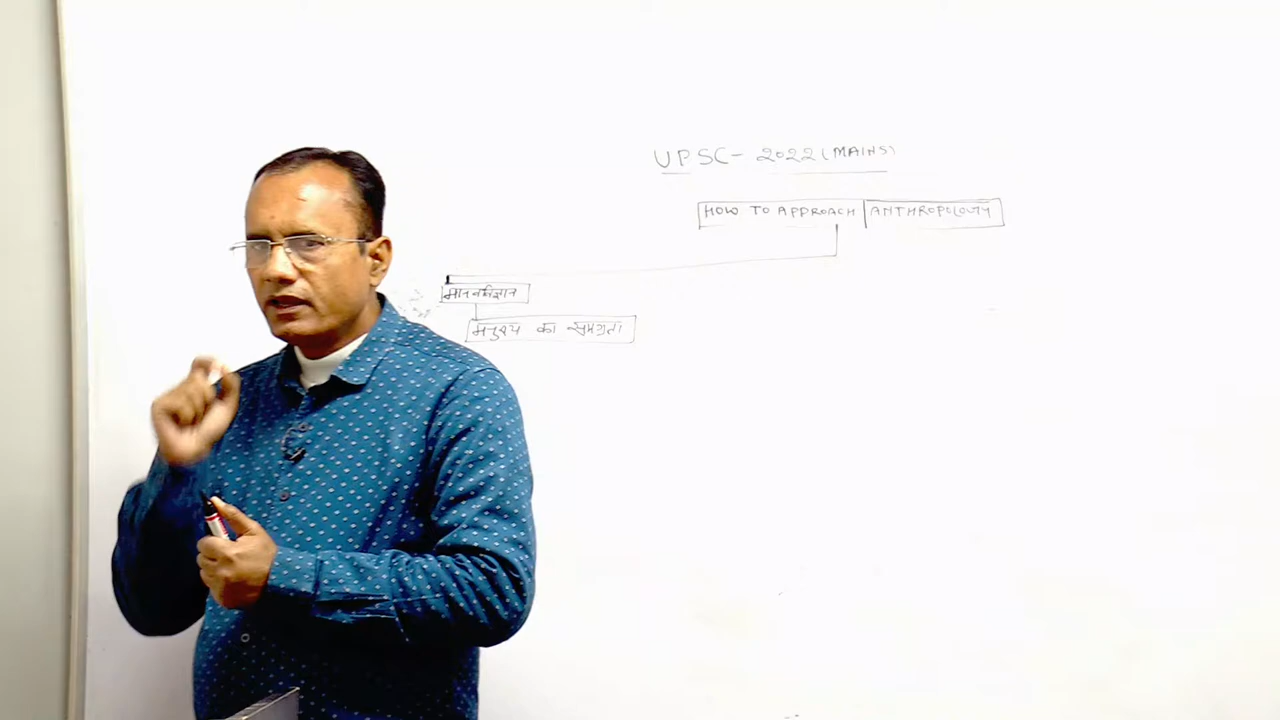 UPSC- 2022 (MAINS)
HOW TO APPROACH ANTHROPOLOGY
मानवविज्ञान
मनुष्य का समग्रता